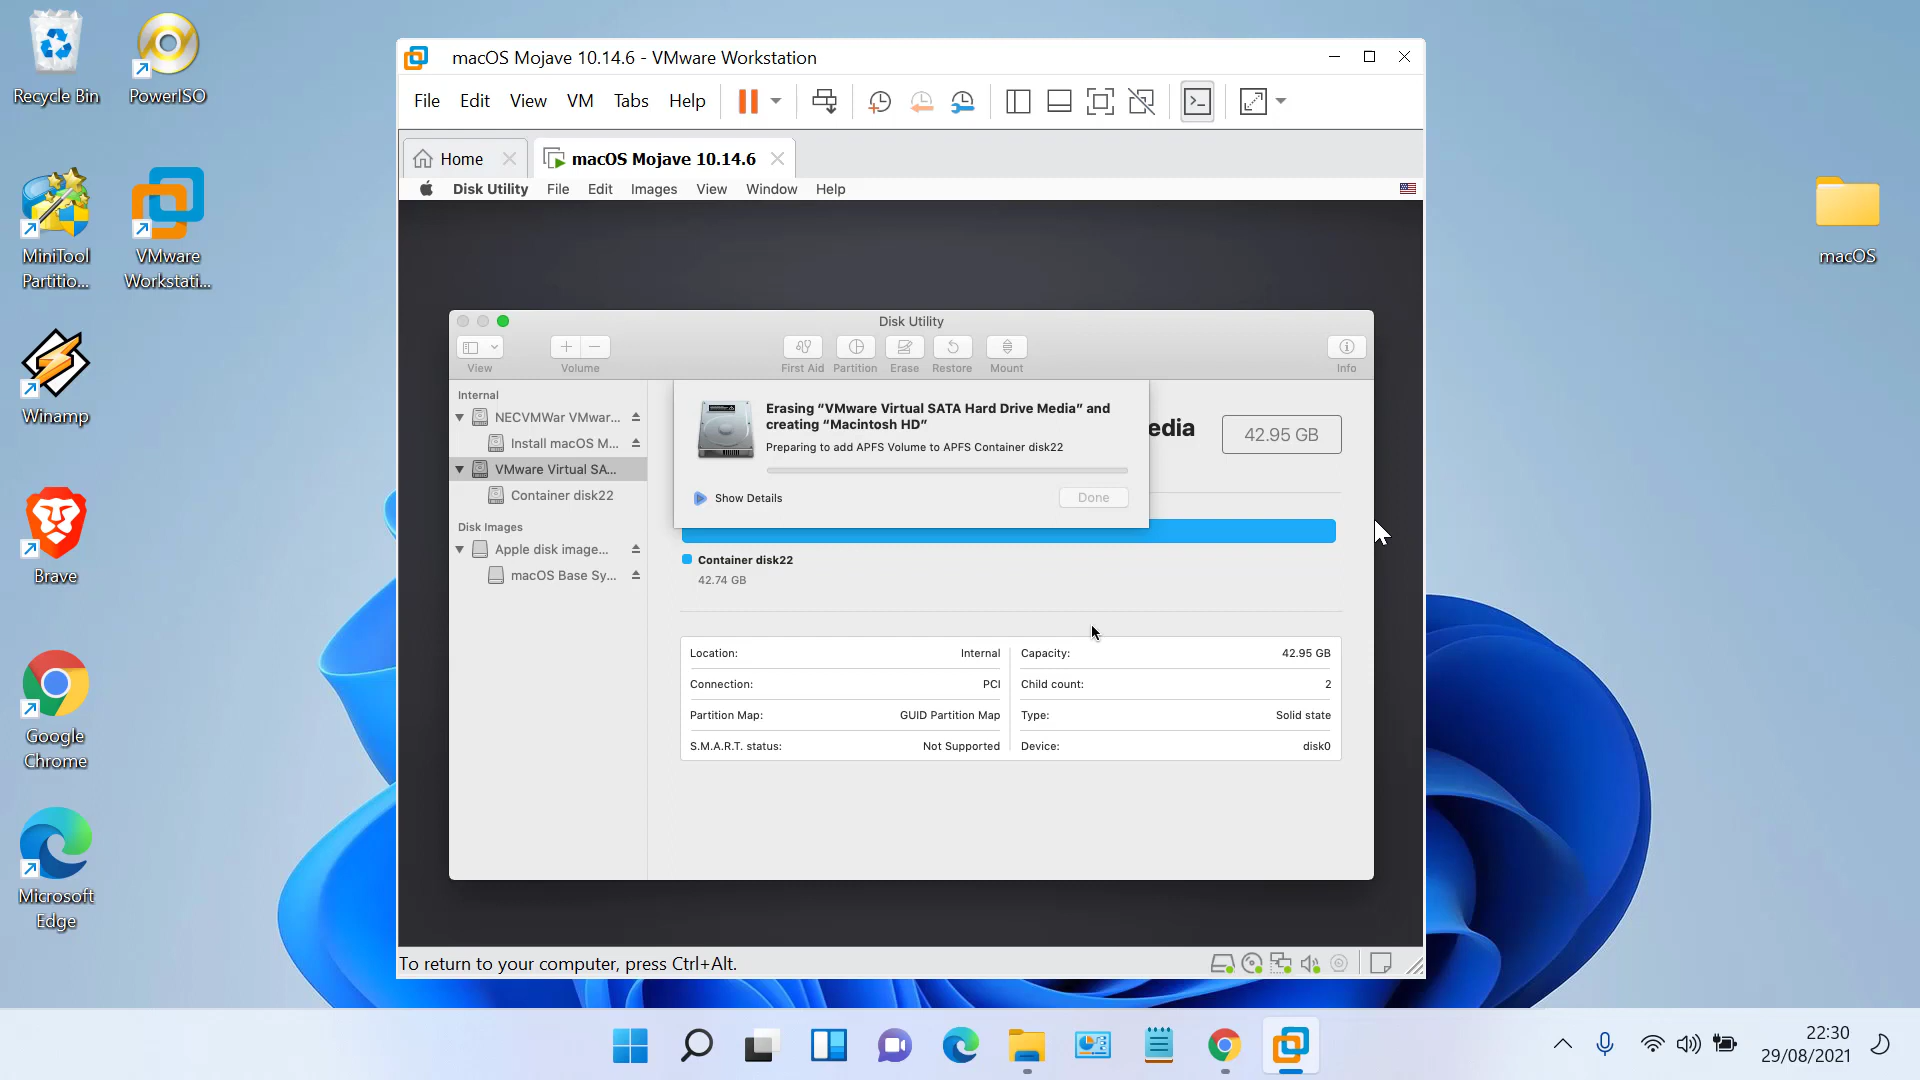 Recycle Bin
PowerISO
MiniTool
Partitio...
VMware
Workstati...
Winamp
Brave
Google
Chrome
Microsoft
Edge
macOS
macOS Mojave 10.14.6 - VMware Workstation
File Edit View VM Tabs Help
Home
macOS Mojave 10.14.6
Disk Utility File Edit Images View Window Help
Disk Utility
View
Volume
First Aid
Partition
Erase
Restore
Mount
Info
Internal
NECVMWar VMwar...
Install macOS M...
VMware Virtual SA...
Container disk22
Disk Images
Apple disk image...
macOS Base Sy...
Erasing “VMware Virtual SATA Hard Drive Media” and
creating “Macintosh HD”
Preparing to add APFS Volume to APFS Container disk22
Show Details
Done
edia
42.95 GB
Container disk22
42.74 GB
Location: Internal
Connection: PCI
Partition Map: GUID Partition Map
S.M.A.R.T. status: Not Supported
Capacity: 42.95 GB
Child count: 2
Type: Solid state
Device: disk0
To return to your computer, press Ctrl+Alt.
22:30
29/08/2021